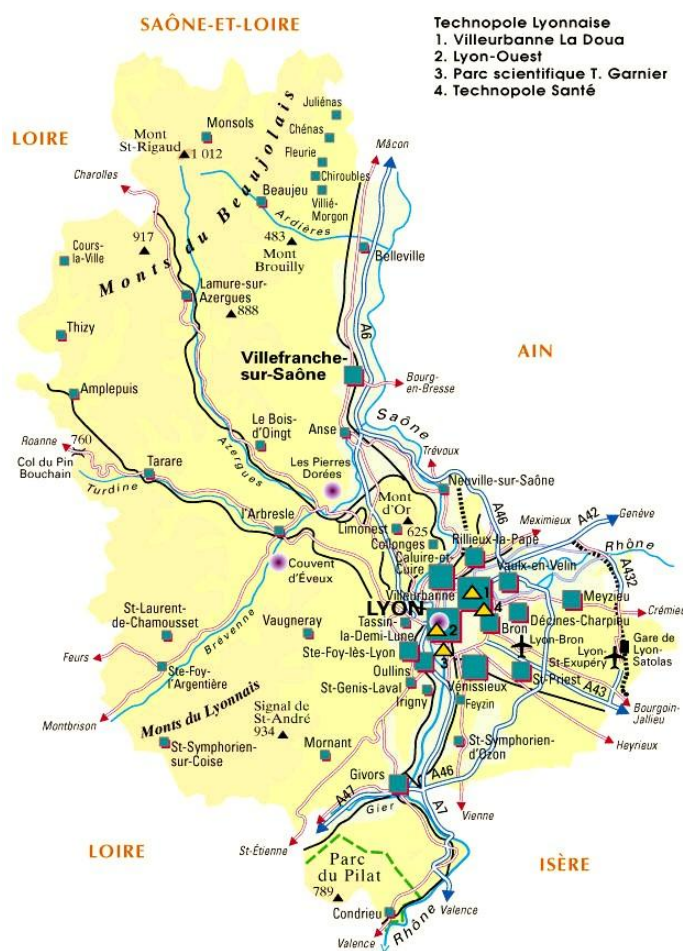 SAÔNE-ET-LOIRE
Technopole Lyonnaise
1. Villeurbanne La Doua
2. Lyon-Ouest
3. Parc scientifique T. Garnier
4. Technopole Santé
LOIRE
Juliénas
Mont
St-Rigaud
1 012
Monsols
Chénas
Fleurie
Chiroubles
Villié-
Morgon
Mâcon
Charolles
Beaujeu
Ardières
Monts du Beaujolais
917
Cours-
la-Ville
483
Mont
Brouilly
Belleville
Lamure-sur-
Azergues
888
Thizy
A6
AIN
Villefranche-
sur-Saône
Bourg-
en-Bresse
Amplepuis
Le Bois-
d'Oingt
Anse
Saône
Roanne
760
Col du Pin
Bouchain
Tarare
Turdine
Azergues
Les Pierres
Dorées
Trévoux
Neuville-sur-Saône
Mont
d'Or
625
A46
A42
Genève
l'Arbresle
Limonest
Collonges
Rillieux-la-Pape
Meximieux
Rhône
Caluire-et
Cuire
Vaulx-en-Velin
A432
Couvent
d'Éveux
Villeurbanne
1
Meyzieu
LYON
4
2
Décines-Charpieu
Crémieu
St-Laurent-
de-Chamousset
Brévenne
Vaugneray
Tassin-
la-Demi-Lune
Bron
Lyon-Bron
Gare de
Lyon-
Satolas
Feurs
Ste-Foy-
l'Argentière
Ste-Foy-lès-Lyon
3
Lyon-
St-Exupéry
Oullins
St-Priest
A43
St-Genis-Laval
Vénissieux
Bourgoin-
Jallieu
Irigny
Feyzin
Montbrison
Monts du Lyonnais
Signal de
St-André
934
Heyrieux
St-Symphorien-
sur-Coise
Mornant
St-Symphorien-
d'Ozon
Givors
A46
A47
Gier
A7
Vienne
St-Étienne
LOIRE
Parc
du Pilat
789
ISÈRE
Condrieu
Valence
Rhône
Valence